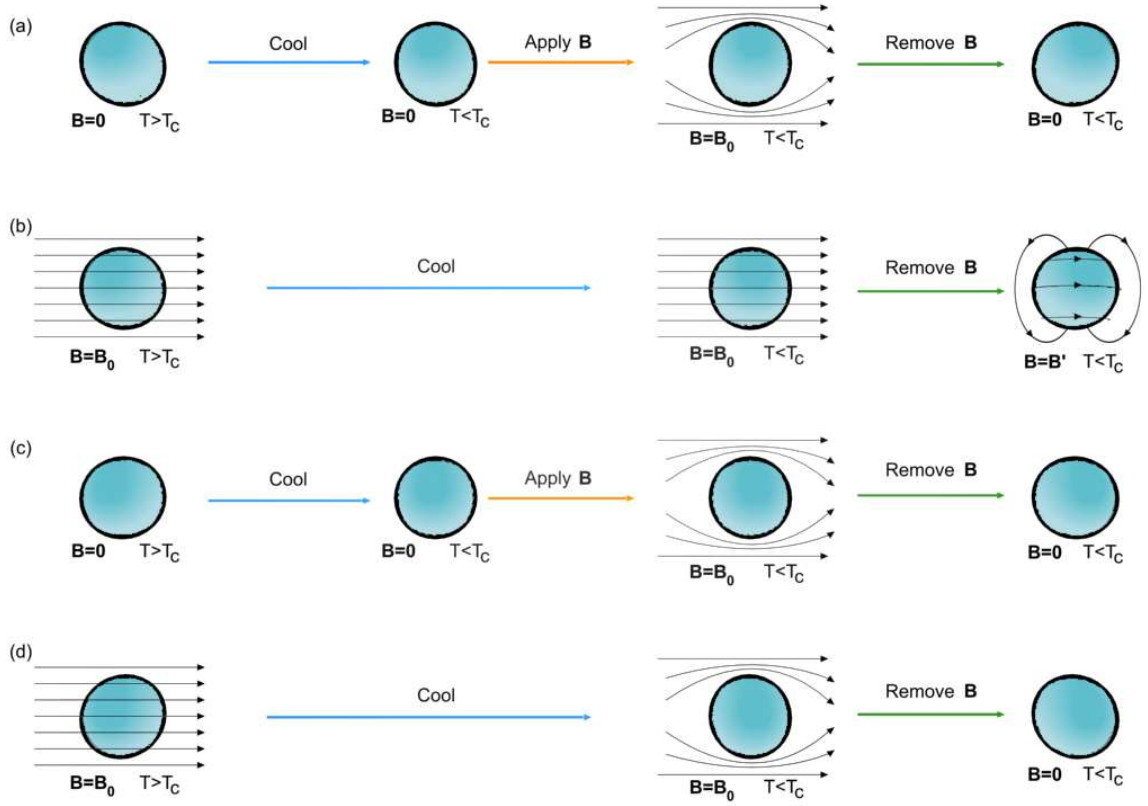 (a)
Cool
Apply B
Remove B
B=0 T>Tc
B=0 T<Tc
B=B0 T<Tc
B=0 T<Tc
(b)
Cool
Remove B
B=B0 T>Tc
B=B0 T<Tc
B=B' T<Tc
(c)
Cool
Apply B
Remove B
B=0 T>Tc
B=0 T<Tc
B=B0 T<Tc
B=0 T<Tc
(d)
Cool
Remove B
B=B0 T>Tc
B=B0 T<Tc
B=0 T<Tc